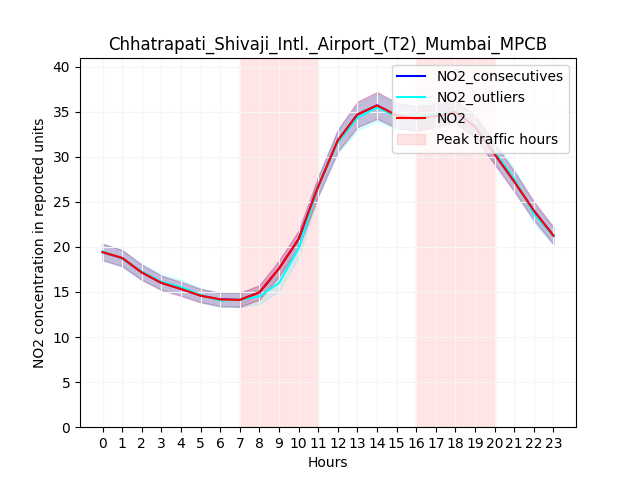 Chhatrapati_Shivaji_Intl._Airport_(T2)_Mumbai_MPCB
NO2 concentration in reported units
40
35
30
25
20
15
10
5
0
NO2_consecutives
NO2_outliers
NO2
Peak traffic hours
0 1 2 3 4 5 6 7 8 9 10 11 12 13 14 15 16 17 18 19 20 21 22 23
Hours